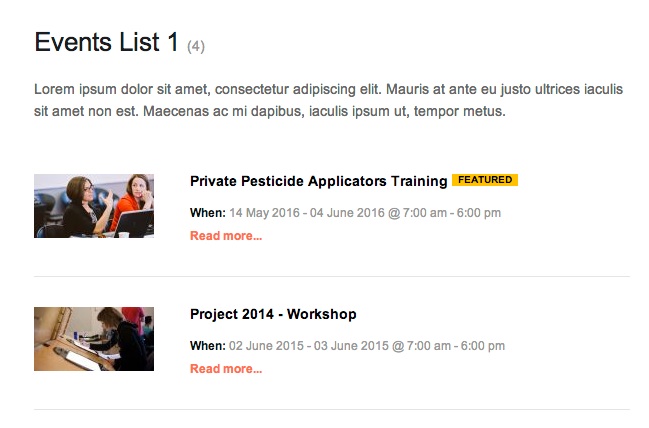 Events List 1 (4)
Lorem ipsum dolor sit amet, consectetur adipiscing elit. Mauris at ante eu justo ultrices iaculis
sit amet non est. Maecenas ac mi dapibus, iaculis ipsum ut, tempor metus.
Private Pesticide Applicators Training FEATURED
When: 14 May 2016 - 04 June 2016 @ 7:00 am - 6:00 pm
Read more...
Project 2014 - Workshop
When: 02 June 2015 - 03 June 2015 @ 7:00 am - 6:00 pm
Read more...